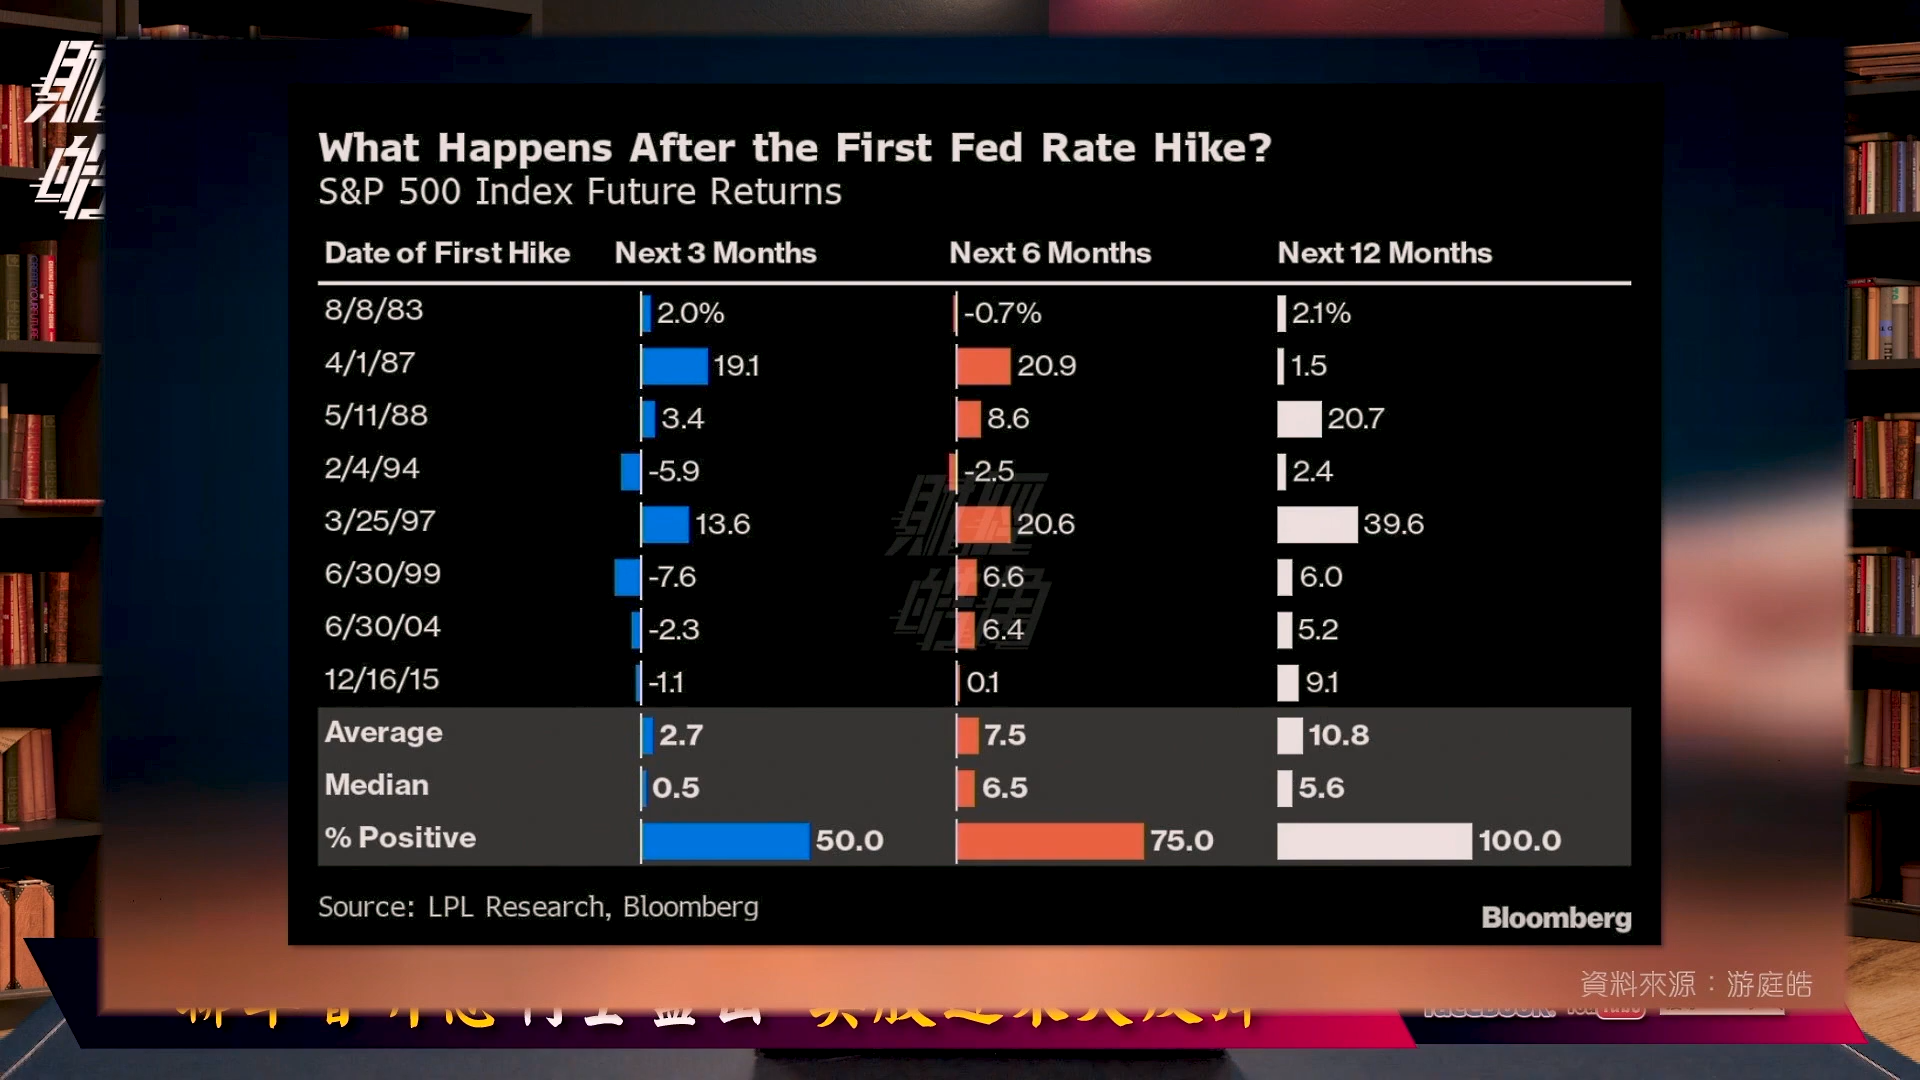 財經
皓角
What Happens After the First Fed Rate Hike?
S&P 500 Index Future Returns
Date of First Hike Next 3 Months Next 6 Months Next 12 Months
8/8/83 2.0% -0.7% 2.1%
4/1/87 19.1 20.9 1.5
5/11/88 3.4 8.6 20.7
2/4/94 -5.9 -2.5 2.4
3/25/97 13.6 20.6 39.6
6/30/99 -7.6 6.6 6.0
6/30/04 -2.3 6.4 5.2
12/16/15 -1.1 0.1 9.1
Average 2.7 7.5 10.8
Median 0.5 6.5 5.6
% Positive 50.0 75.0 100.0
Source: LPL Research, Bloomberg
Bloomberg
資料來源：游庭皓